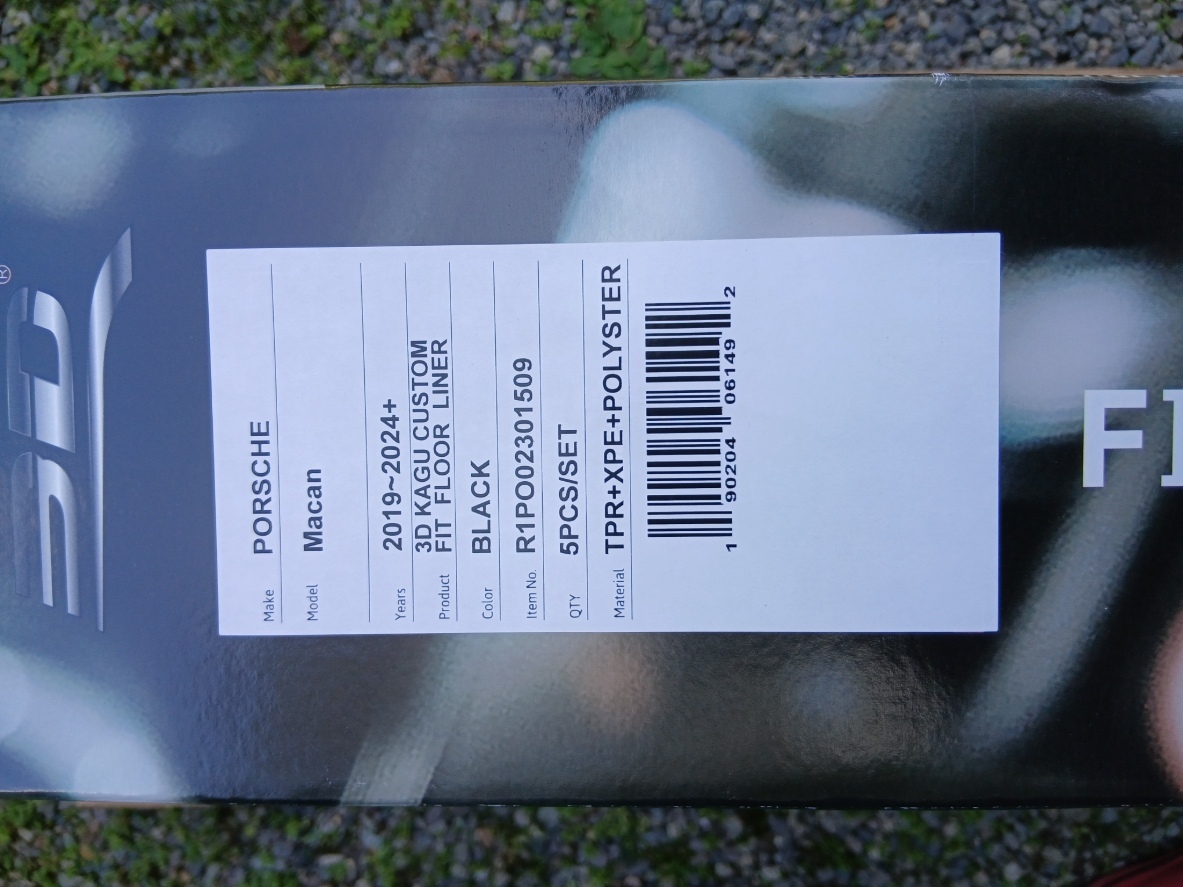 3D®
Make PORSCHE
Model Macan
Years 2019~2024+
Product 3D KAGU CUSTOM
FIT FLOOR LINER
Color BLACK
Item No. R1PO02301509
QTY 5PCS/SET
Material TPR+XPE+POLYSTER
1 90204 06149 2